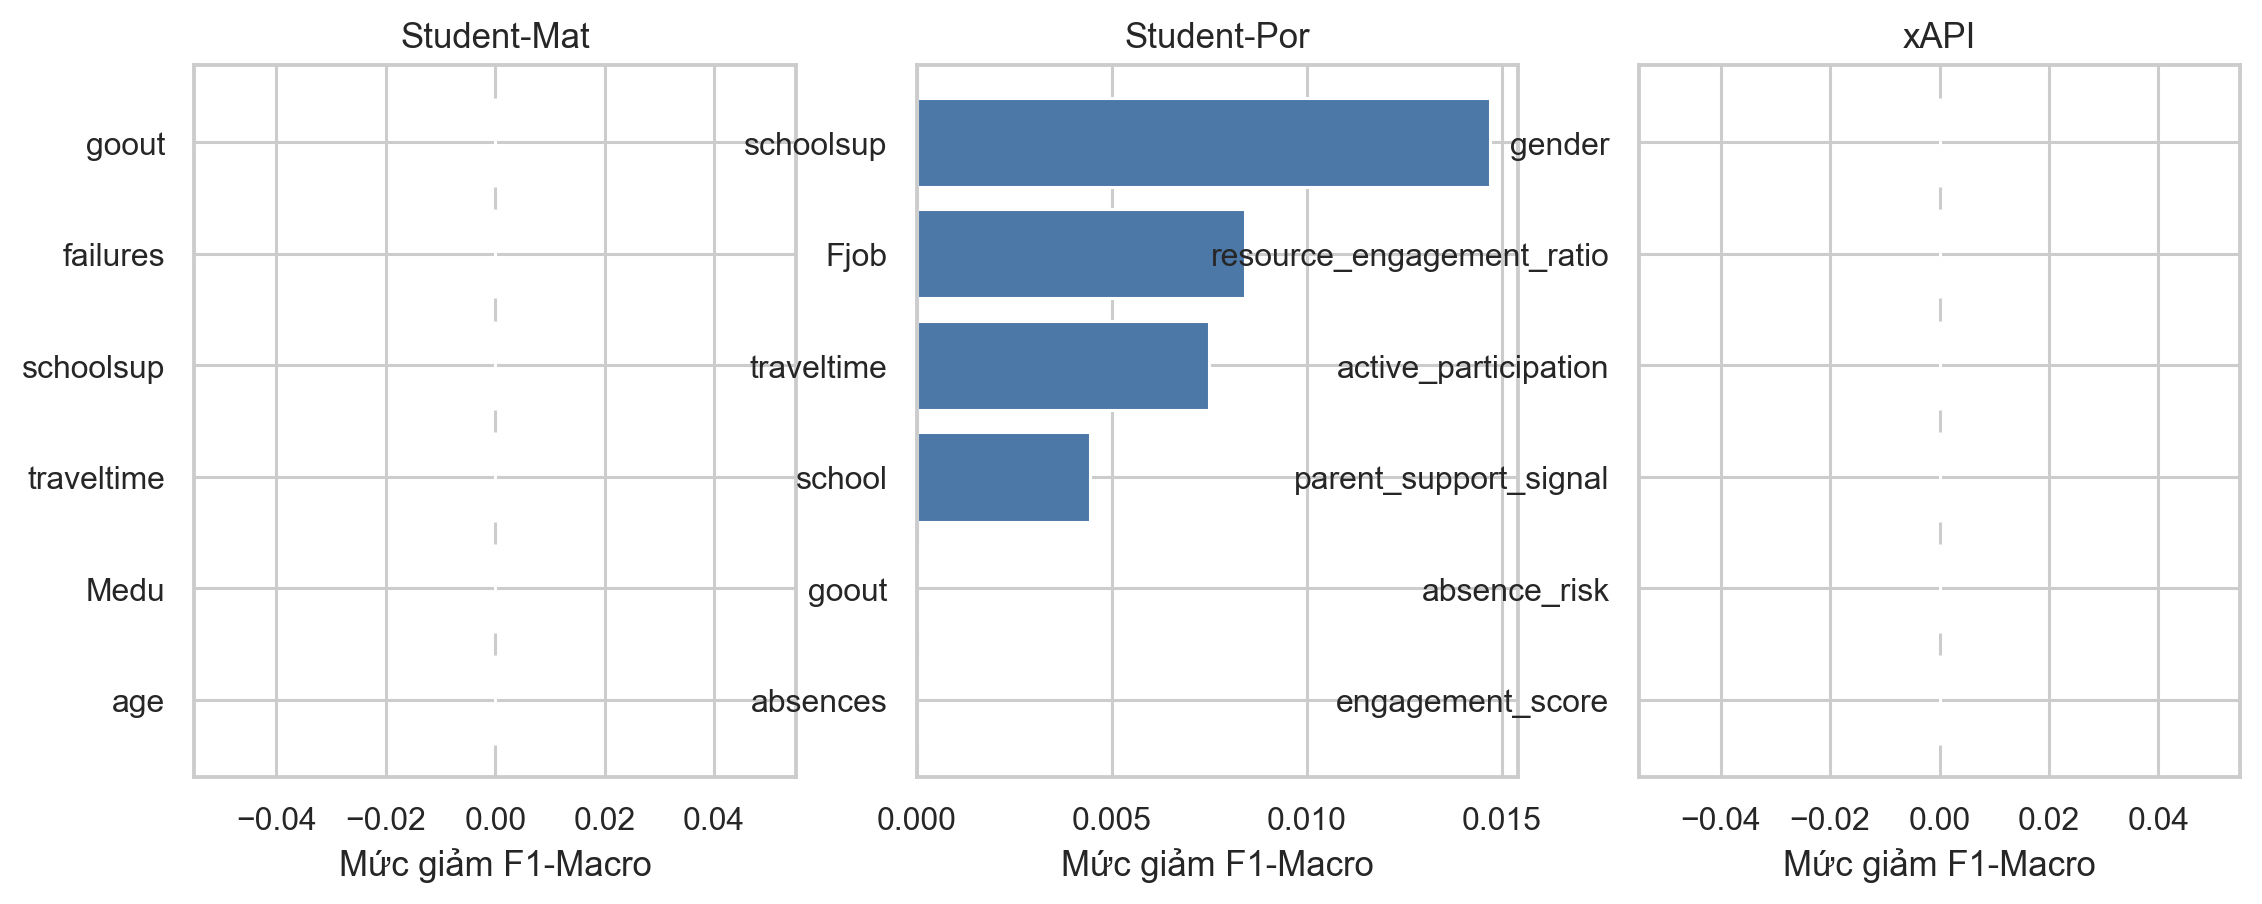 Student-Mat
goout
failures
schoolsup
traveltime
Medu
age
−0.04 −0.02 0.00 0.02 0.04
Mức giảm F1-Macro
Student-Por
schoolsup
Fjob
traveltime
school
goout
absences
0.000 0.005 0.010 0.015
Mức giảm F1-Macro
xAPI
gender
resource_engagement_ratio
active_participation
parent_support_signal
absence_risk
engagement_score
−0.04 −0.02 0.00 0.02 0.04
Mức giảm F1-Macro